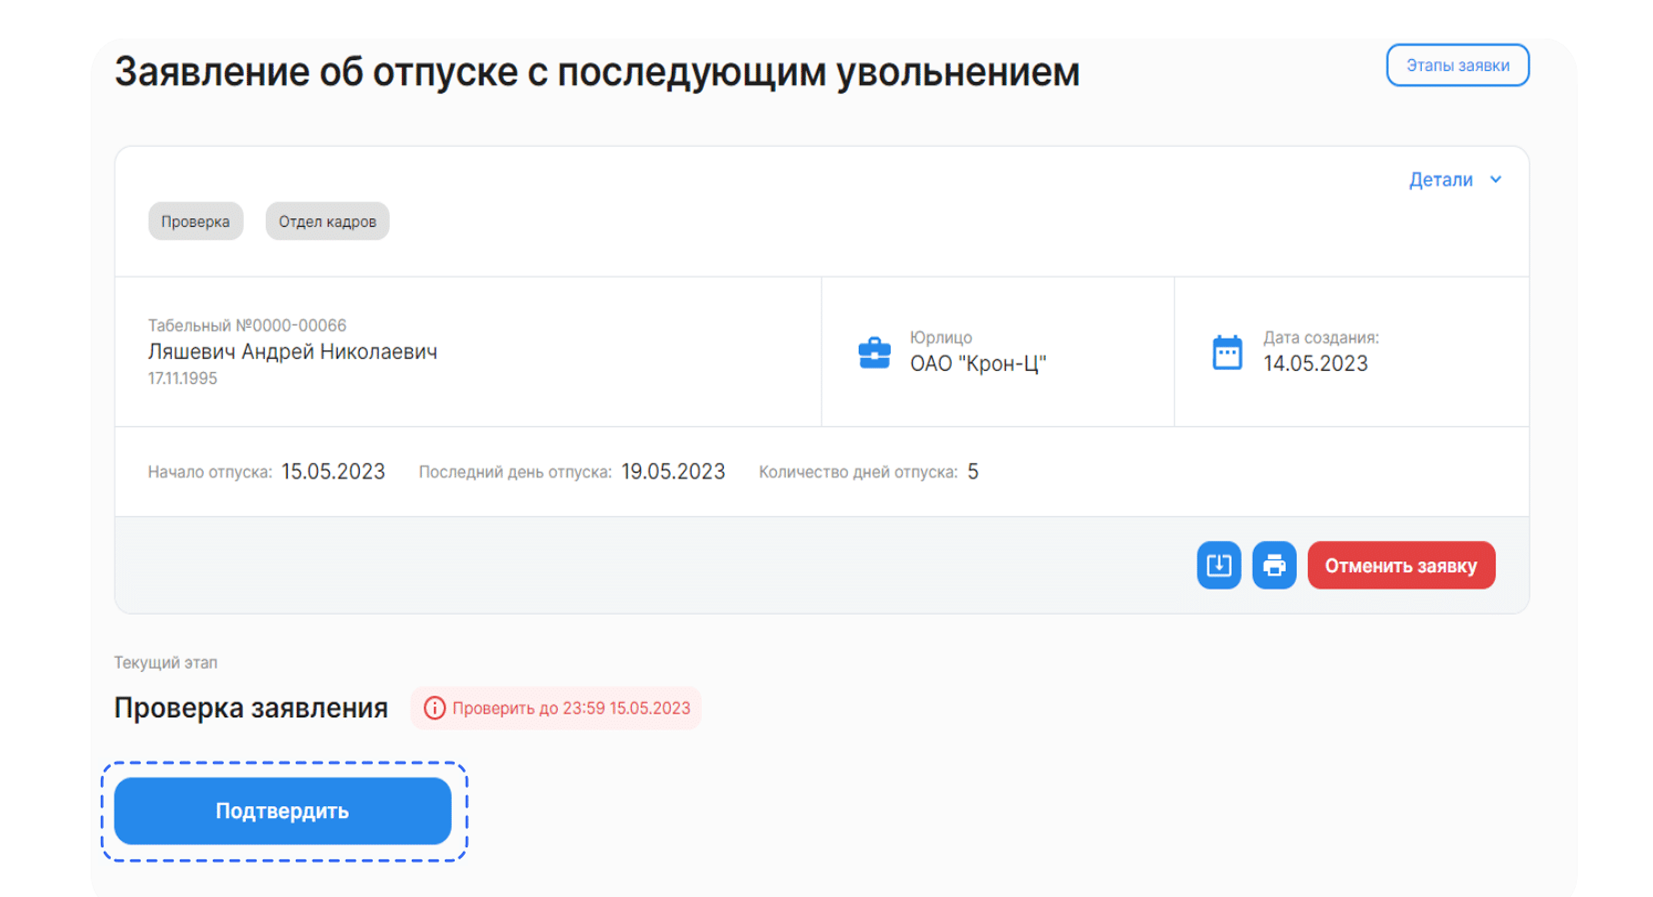 Заявление об отпуске с последующим увольнением
Этапы заявки
Детали
Проверка
Отдел кадров
Табельный №0000-00066
Ляшевич Андрей Николаевич
17.11.1995
Юрлицо
ОАО "Крон-Ц"
Дата создания:
14.05.2023
Начало отпуска: 15.05.2023
Последний день отпуска: 19.05.2023
Количество дней отпуска: 5
Отменить заявку
Текущий этап
Проверка заявления
Проверить до 23:59 15.05.2023
Подтвердить